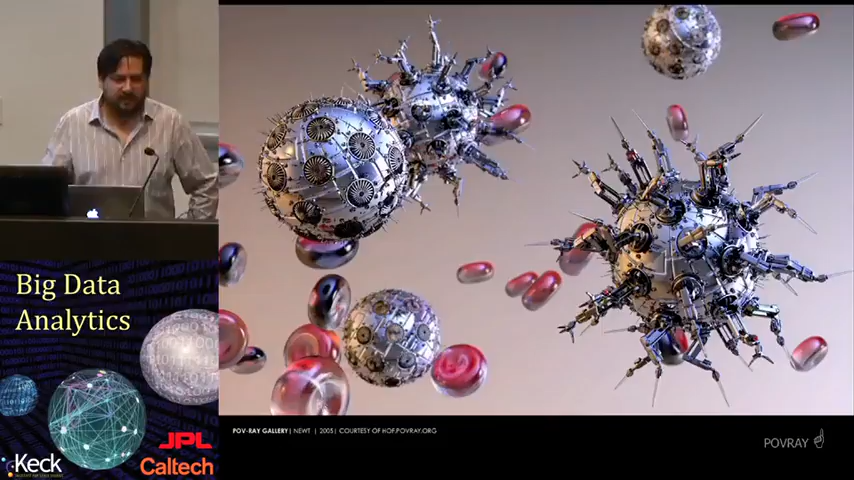 Big Data
Analytics
JPL
Keck
Caltech
POV-RAY GALLERY| NEWT | 2005| COURTESY OF HOF.POVRAY.ORG
POVRAY